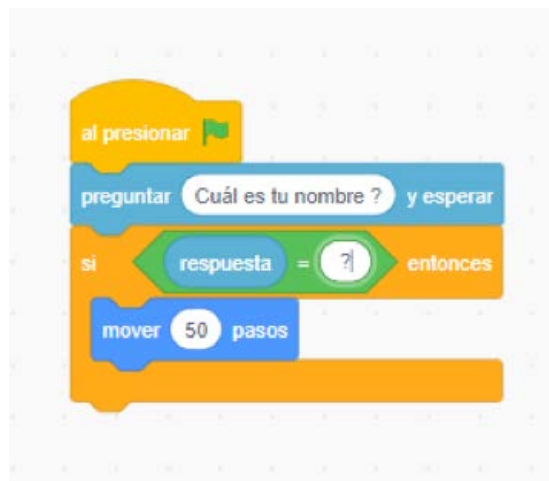 al presionar
preguntar Cuál es tu nombre ? y esperar
si respuesta = ? entonces
mover 50 pasos